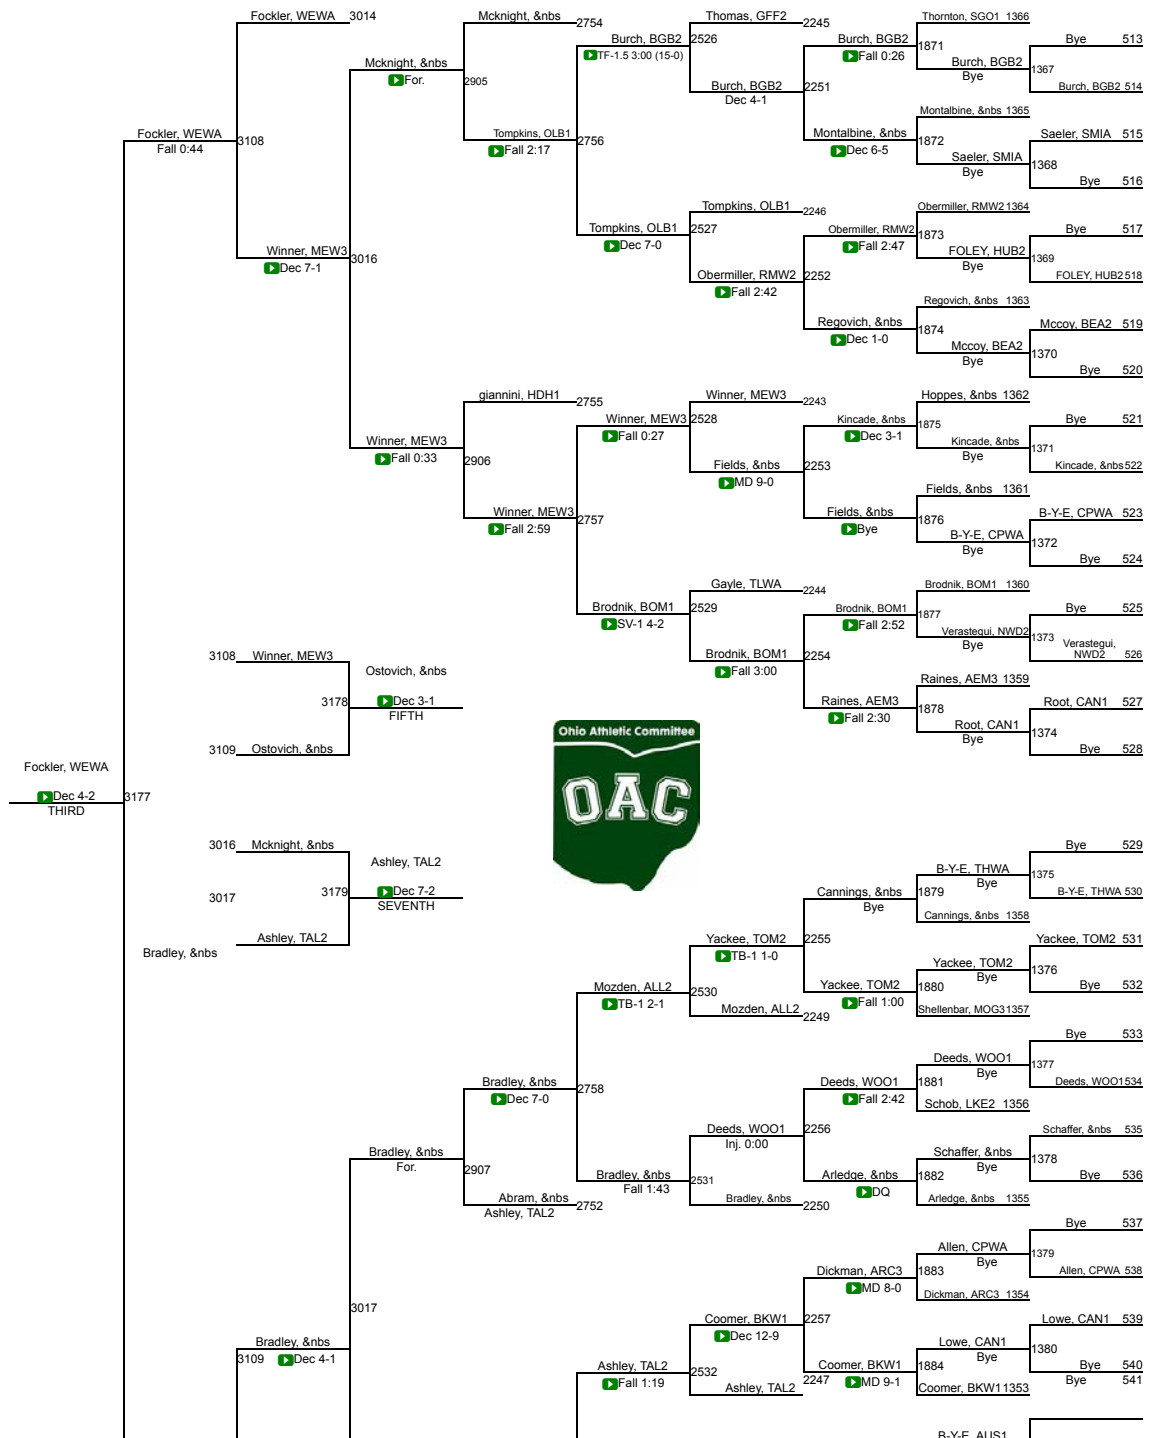 Fockler, WEWA 3014 Mcknight, &nbs 2754 Thomas, GFF2 2245 Thornton, SGO1 1366
Burch, BGB2 2526 Burch, BGB2 Bye 513
TF-1.5 3:00 (15-0) Fall 0:26 1871
Mcknight, &nbs Burch, BGB2 1367
For. 2905 Burch, BGB2 2251 Bye Burch, BGB2 514
Dec 4-1
Montalbine, &nbs 1365
Fockler, WEWA 3108 Tompkins, OLB1 2756 Montalbine, &nbs 1872 Saeler, SMIA 515
Fall 0:44 Fall 2:17 Dec 6-5 Saeler, SMIA 1368
Bye Bye 516
Tompkins, OLB1 2246 Obermiller, RMW2 1364
Tompkins, OLB1 2527 Obermiller, RMW2 1873 Bye 517
Dec 7-0 Fall 2:47 FOLEY, HUB2 1369
Winner, MEW3 3016 Bye
Dec 7-1 Obermiller, RMW2 2252 FOLEY, HUB2 518
Fall 2:42
Regovich, &nbs 1363
Regovich, &nbs 1874 Mccoy, BEA2 519
Dec 1-0 Mccoy, BEA2 1370
Bye Bye 520
giannini, HDH1 2755 Winner, MEW3 2243 Hoppes, &nbs 1362
Winner, MEW3 2528 Kincade, &nbs 1875 Bye 521
Fall 0:27 Dec 3-1
Winner, MEW3 2906 Kincade, &nbs 1371
Fall 0:33 Fields, &nbs 2253 Bye Kincade, &nbs 522
MD 9-0 Fields, &nbs 1361
Winner, MEW3 2757 Fields, &nbs 1876 B-Y-E, CPWA 523
Fall 2:59 Bye B-Y-E, CPWA 1372
Bye Bye 524
Gayle, TLWA 2244 Brodnik, BOM1 1360
Brodnik, BOM1 2529 Brodnik, BOM1 1877 Bye 525
SV-1 4-2 Fall 2:52 Verastegui, NWD2 1373
Bye Verastegui,
3108 Winner, MEW3 Brodnik, BOM1 2254 NWD2 526
Ostovich, &nbs Fall 3:00 Raines, AEM3 1359
3178 Dec 3-1 Raines, AEM3 1878 Root, CAN1 527
FIFTH Fall 2:30 Root, CAN1 1374
Ohio Athletic Committee Bye
3109 Ostovich, &nbs Bye 528
Fockler, WEWA
OAC
Dec 4-2 3177
THIRD
3016 Mcknight, &nbs Bye 529
Ashley, TAL2 B-Y-E, THWA 1375
3017 3179 Dec 7-2 Cannings, &nbs 1879 Bye B-Y-E, THWA 530
SEVENTH Bye Cannings, &nbs 1358
Ashley, TAL2 Yackee, TOM2 2255 Yackee, TOM2 531
Bradley, &nbs TB-1 1-0 Yackee, TOM2 1376
Mozden, ALL2 2530 Yackee, TOM2 1880 Bye Bye 532
TB-1 2-1 Mozden, ALL2 2249 Fall 1:00 Shellenbar, MOG3 1357
Bye 533
Deeds, WOO1 1377
Bradley, &nbs 2758 Deeds, WOO1 1881 Bye Deeds, WOO1 534
Dec 7-0 Fall 2:42 Schob, LKE2 1356
Deeds, WOO1 2256 Schaffer, &nbs 535
Inj. 0:00
Bradley, &nbs 2907 Schaffer, &nbs 1378
For. Bradley, &nbs 2531 Arledge, &nbs 1882 Bye Bye 536
Fall 1:43 DQ
Abram, &nbs 2752 Bradley, &nbs 2250 Arledge, &nbs 1355
Ashley, TAL2
Bye 537
Allen, CPWA 1379
Dickman, ARC3 1883 Bye Allen, CPWA 538
MD 8-0 Dickman, ARC3 1354
3017
Coomer, BKW1 2257 Lowe, CAN1 539
Dec 12-9
Bradley, &nbs Lowe, CAN1 1380
3109 Dec 4-1 Bye
Ashley, TAL2 2532 Coomer, BKW1 1884 Bye 540
Fall 1:19 Ashley, TAL2 2247 MD 9-1 Coomer, BKW1 1353 Bye 541
B-Y-E, AUS1